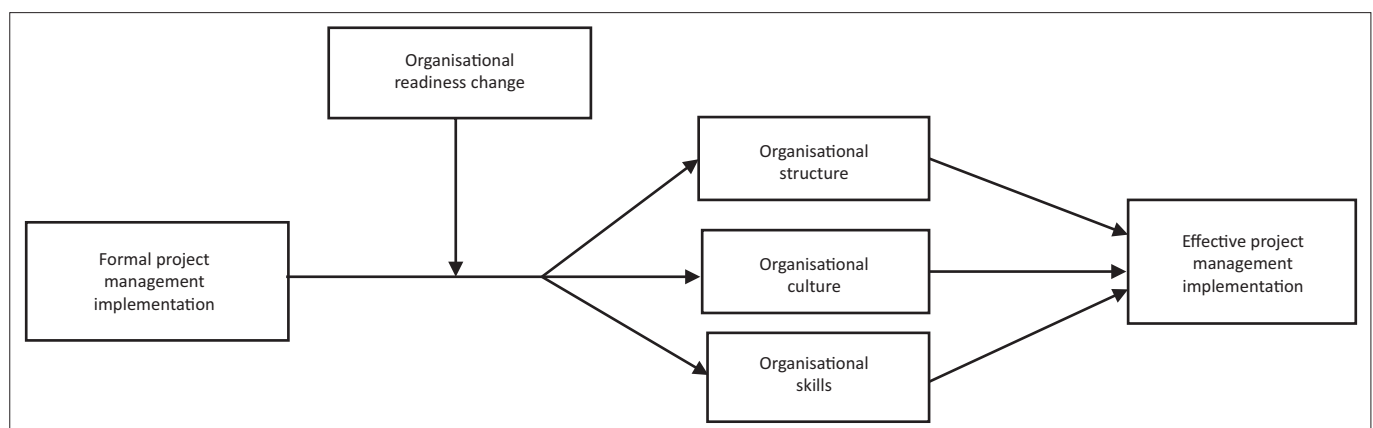 Organisational
readiness change
Organisational
structure
Formal project
management
implementation
Organisational
culture
Effective project
management
implementation
Organisational
skills